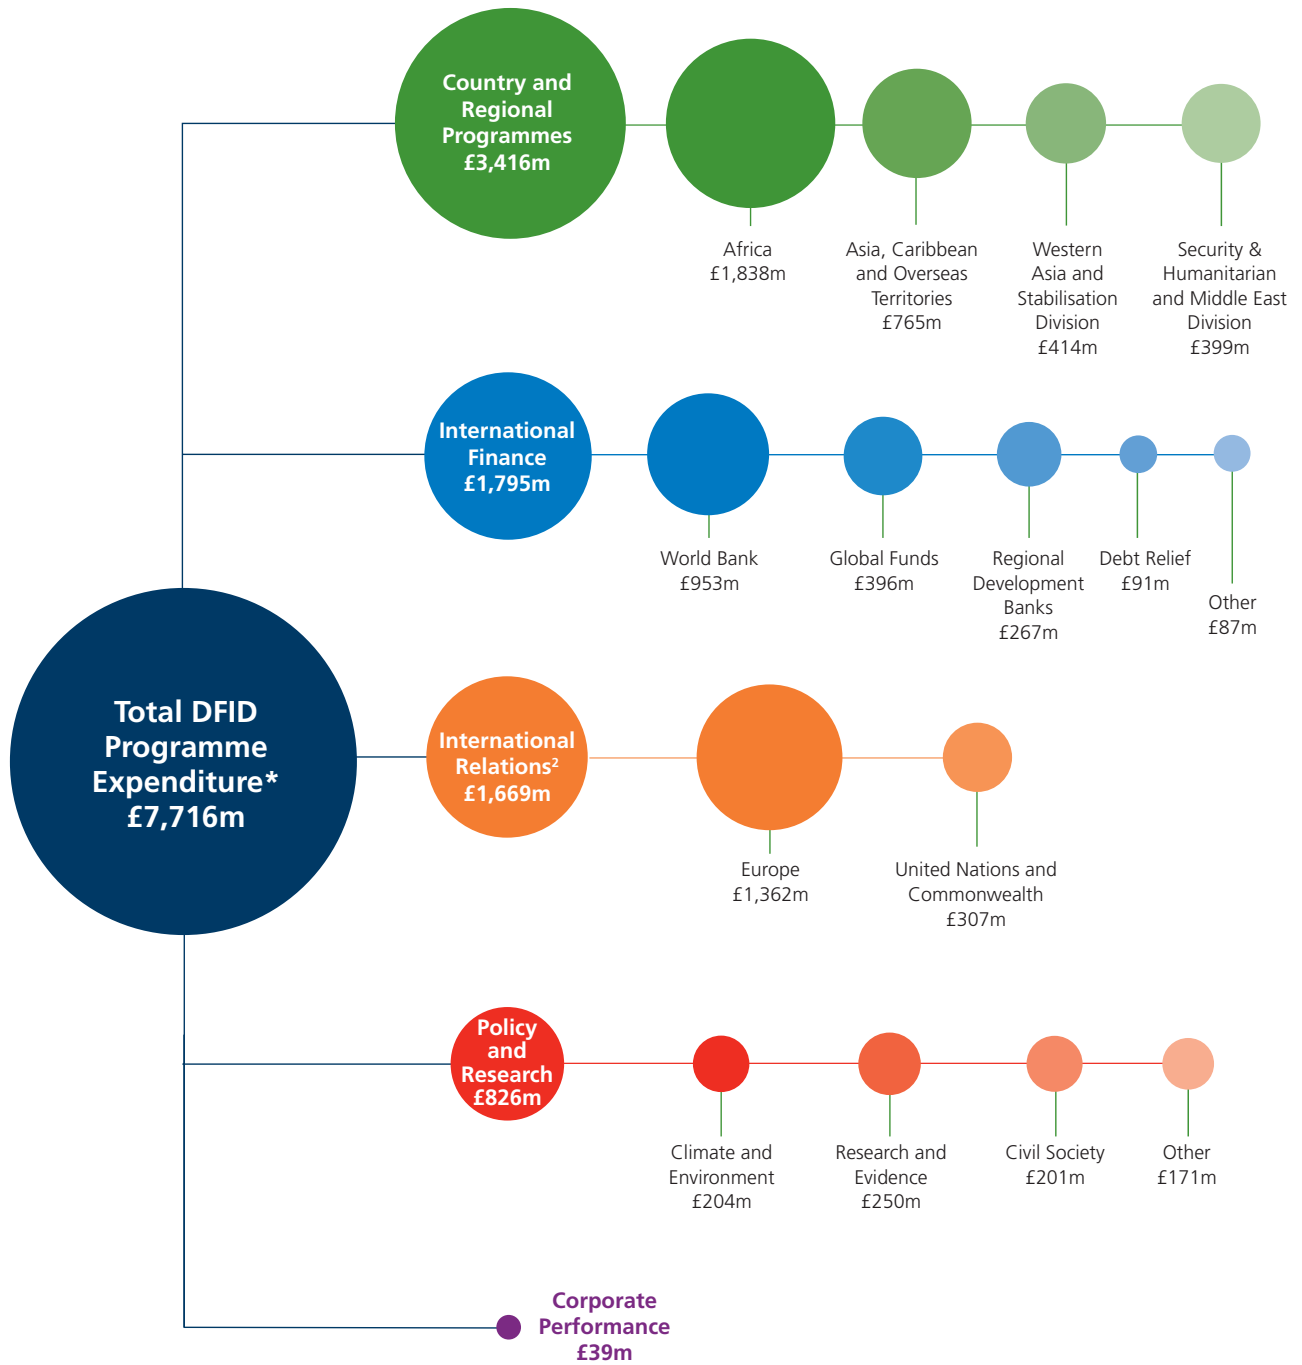 Country and
Regional
Programmes
£3,416m
Africa
£1,838m
Asia, Caribbean
and Overseas
Territories
£765m
Western
Asia and
Stabilisation
Division
£414m
Security &
Humanitarian
and Middle East
Division
£399m
International
Finance
£1,795m
World Bank
£953m
Global Funds
£396m
Regional
Development
Banks
£267m
Debt Relief
£91m
Other
£87m
Total DFID
Programme
Expenditure*
£7,716m
International
Relations²
£1,669m
Europe
£1,362m
United Nations and
Commonwealth
£307m
Policy
and
Research
£826m
Climate and
Environment
£204m
Research and
Evidence
£250m
Civil Society
£201m
Other
£171m
Corporate
Performance
£39m